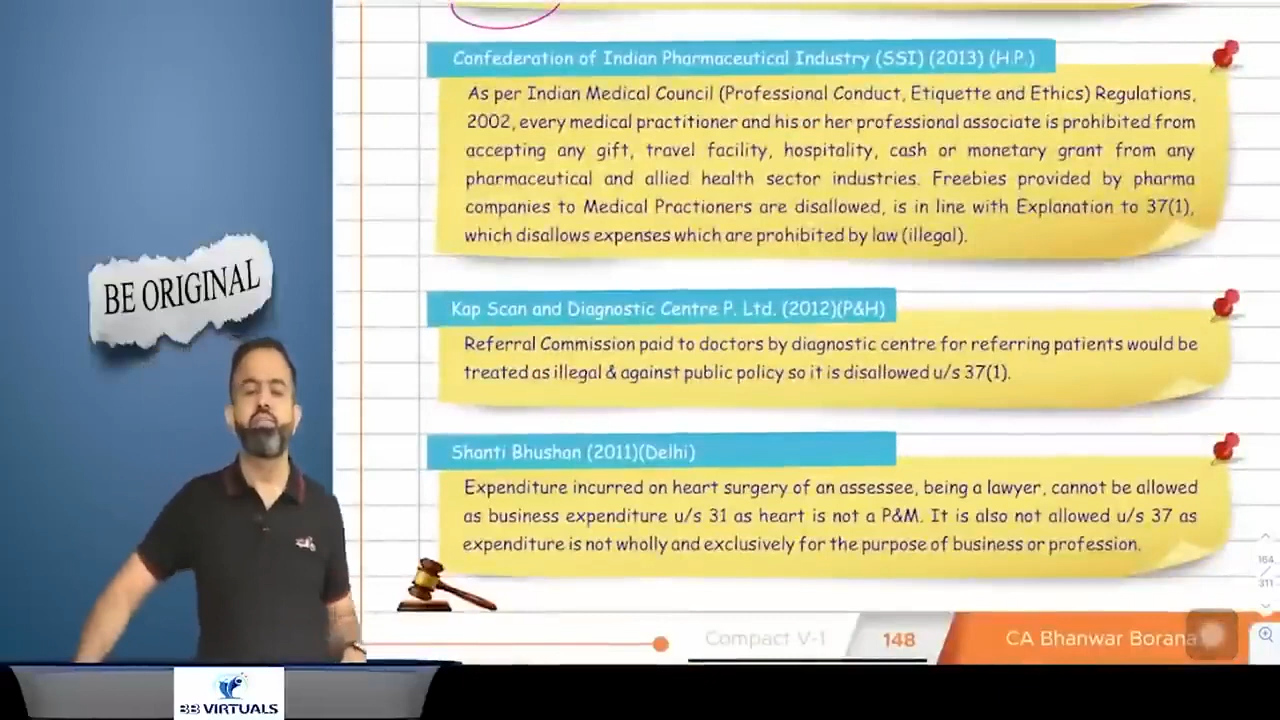 Confederation of Indian Pharmaceutical Industry (SSI) (2013) (H.P.)
As per Indian Medical Council (Professional Conduct, Etiquette and Ethics) Regulations,
2002, every medical practitioner and his or her professional associate is prohibited from
accepting any gift, travel facility, hospitality, cash or monetary grant from any
pharmaceutical and allied health sector industries. Freebies provided by pharma
companies to Medical Practioners are disallowed, is in line with Explanation to 37(1),
which disallows expenses which are prohibited by law (illegal).
BE ORIGINAL
Kap Scan and Diagnostic Centre P. Ltd. (2012)(P&H)
Referral Commission paid to doctors by diagnostic centre for referring patients would be
treated as illegal & against public policy so it is disallowed u/s 37(1).
Shanti Bhushan (2011)(Delhi)
Expenditure incurred on heart surgery of an assessee, being a lawyer, cannot be allowed
as business expenditure u/s 31 as heart is not a P&M. It is also not allowed u/s 37 as
expenditure is not wholly and exclusively for the purpose of business or profession.
164
311
Compact V-1
148
CA Bhanwar Borana
BB VIRTUALS